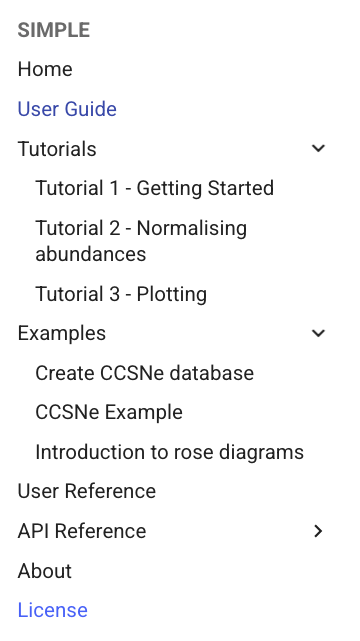 SIMPLE
Home
User Guide
Tutorials
Tutorial 1 - Getting Started
Tutorial 2 - Normalising
abundances
Tutorial 3 - Plotting
Examples
Create CCSNe database
CCSNe Example
Introduction to rose diagrams
User Reference
API Reference
About
License